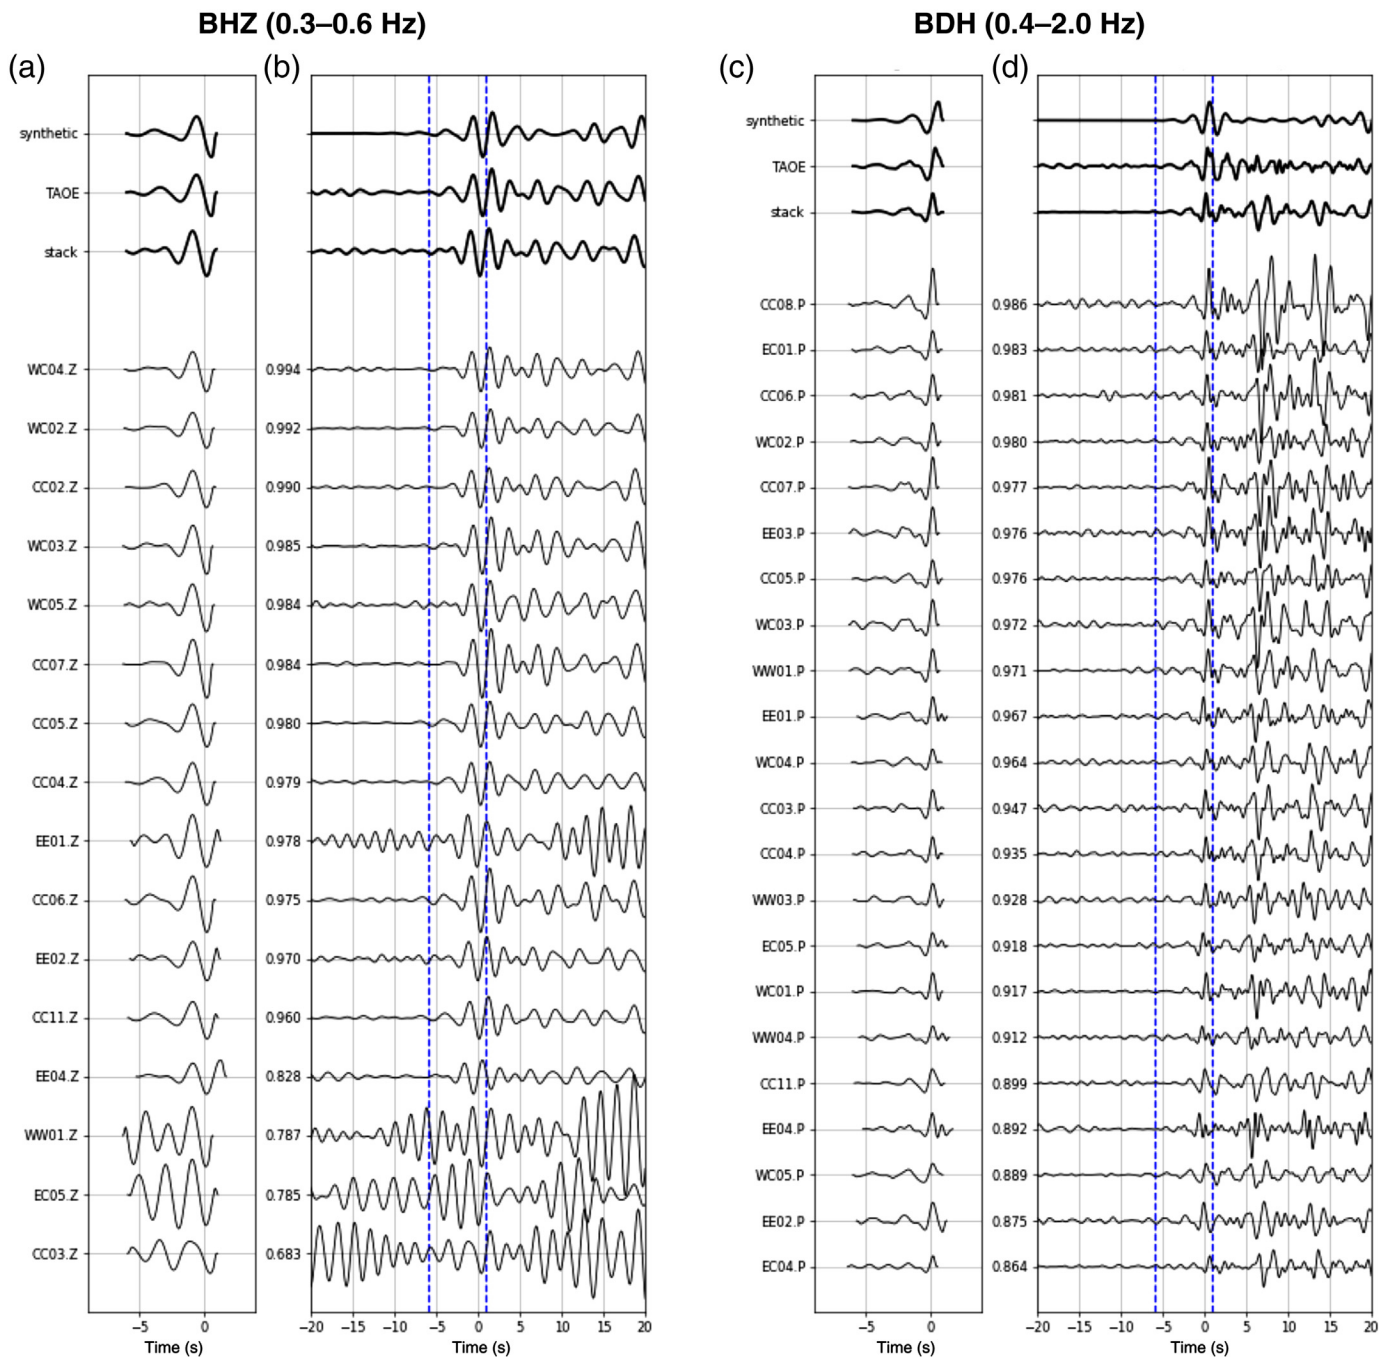 BHZ (0.3–0.6 Hz)
BDH (0.4–2.0 Hz)
(a)
(b)
(c)
(d)
synthetic
TAOE
stack
WC04.Z 0.994
WC02.Z 0.992
CC02.Z 0.990
WC03.Z 0.985
WC05.Z 0.984
CC07.Z 0.984
CC05.Z 0.980
CC04.Z 0.979
EE01.Z 0.978
CC06.Z 0.975
EE02.Z 0.970
CC11.Z 0.960
EE04.Z 0.828
WW01.Z 0.787
EC05.Z 0.785
CC03.Z 0.683
−5 0
Time (s)
−20 −15 −10 −5 0 5 10 15 20
Time (s)
synthetic
TAOE
stack
CC08.P 0.986
EC01.P 0.983
CC06.P 0.981
WC02.P 0.980
CC07.P 0.977
EE03.P 0.976
CC05.P 0.976
WC03.P 0.972
WW01.P 0.971
EE01.P 0.967
WC04.P 0.964
CC03.P 0.947
CC04.P 0.935
WW03.P 0.928
EC05.P 0.918
WC01.P 0.917
WW04.P 0.912
CC11.P 0.899
EE04.P 0.892
WC05.P 0.889
EE02.P 0.875
EC04.P 0.864
−5 0
Time (s)
−20 −15 −10 −5 0 5 10 15 20
Time (s)